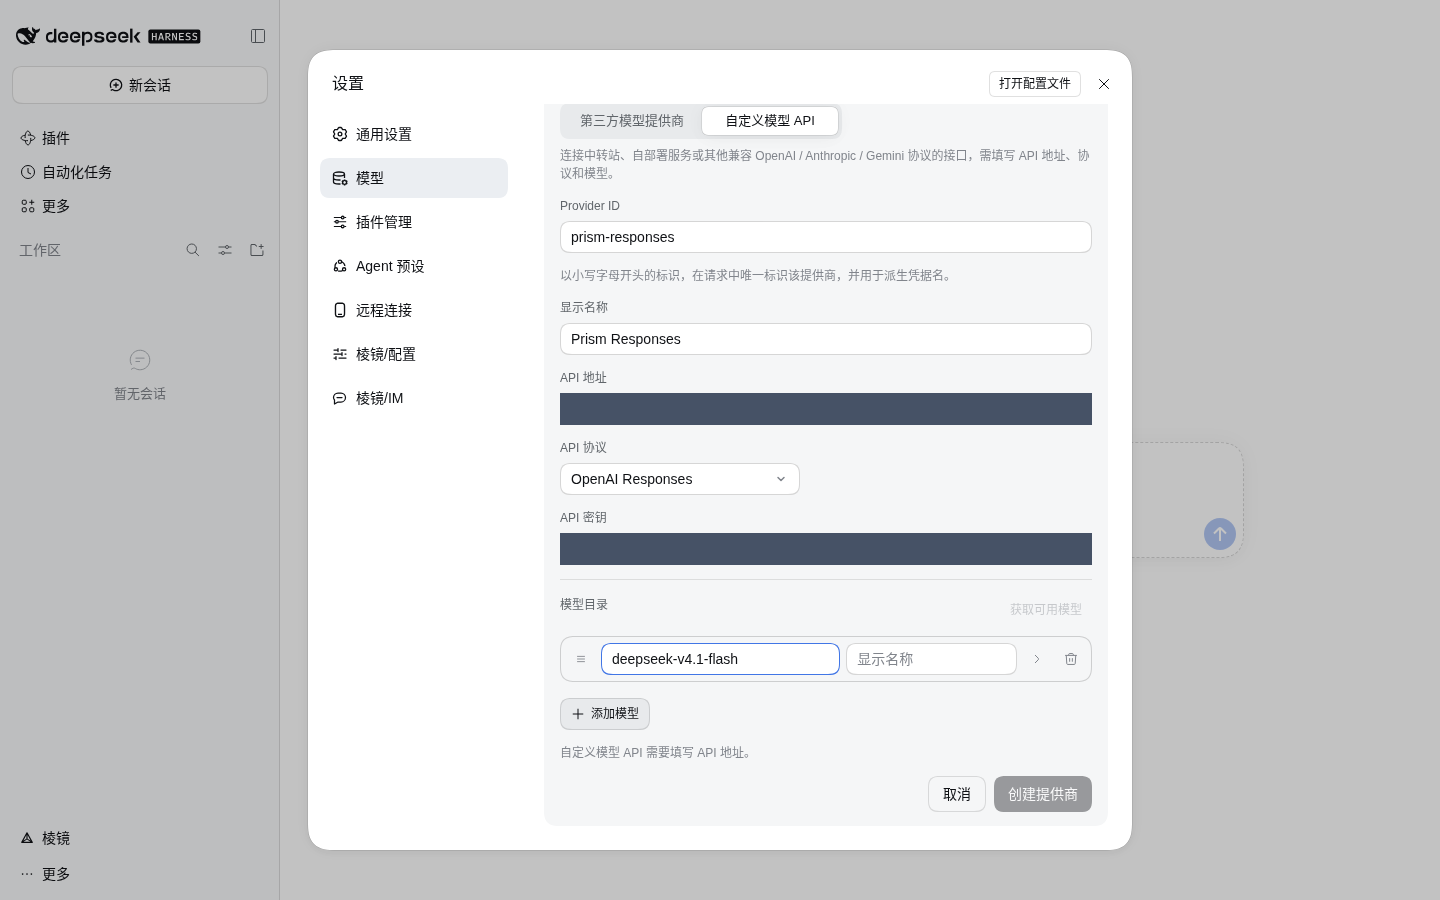 deepseek HARNESS
新会话
插件
自动化任务
更多
工作区
暂无会话
棱镜
更多
设置
打开配置文件
通用设置
模型
插件管理
Agent 预设
远程连接
棱镜/配置
棱镜/IM
第三方模型提供商
自定义模型 API
连接中转站、自部署服务或其他兼容 OpenAI / Anthropic / Gemini 协议的接口，需填写 API 地址、协
议和模型。
Provider ID
prism-responses
以小写字母开头的标识，在请求中唯一标识该提供商，并用于派生凭据名。
显示名称
Prism Responses
API 地址
API 协议
OpenAI Responses
API 密钥
模型目录
获取可用模型
deepseek-v4.1-flash
显示名称
添加模型
自定义模型 API 需要填写 API 地址。
取消
创建提供商